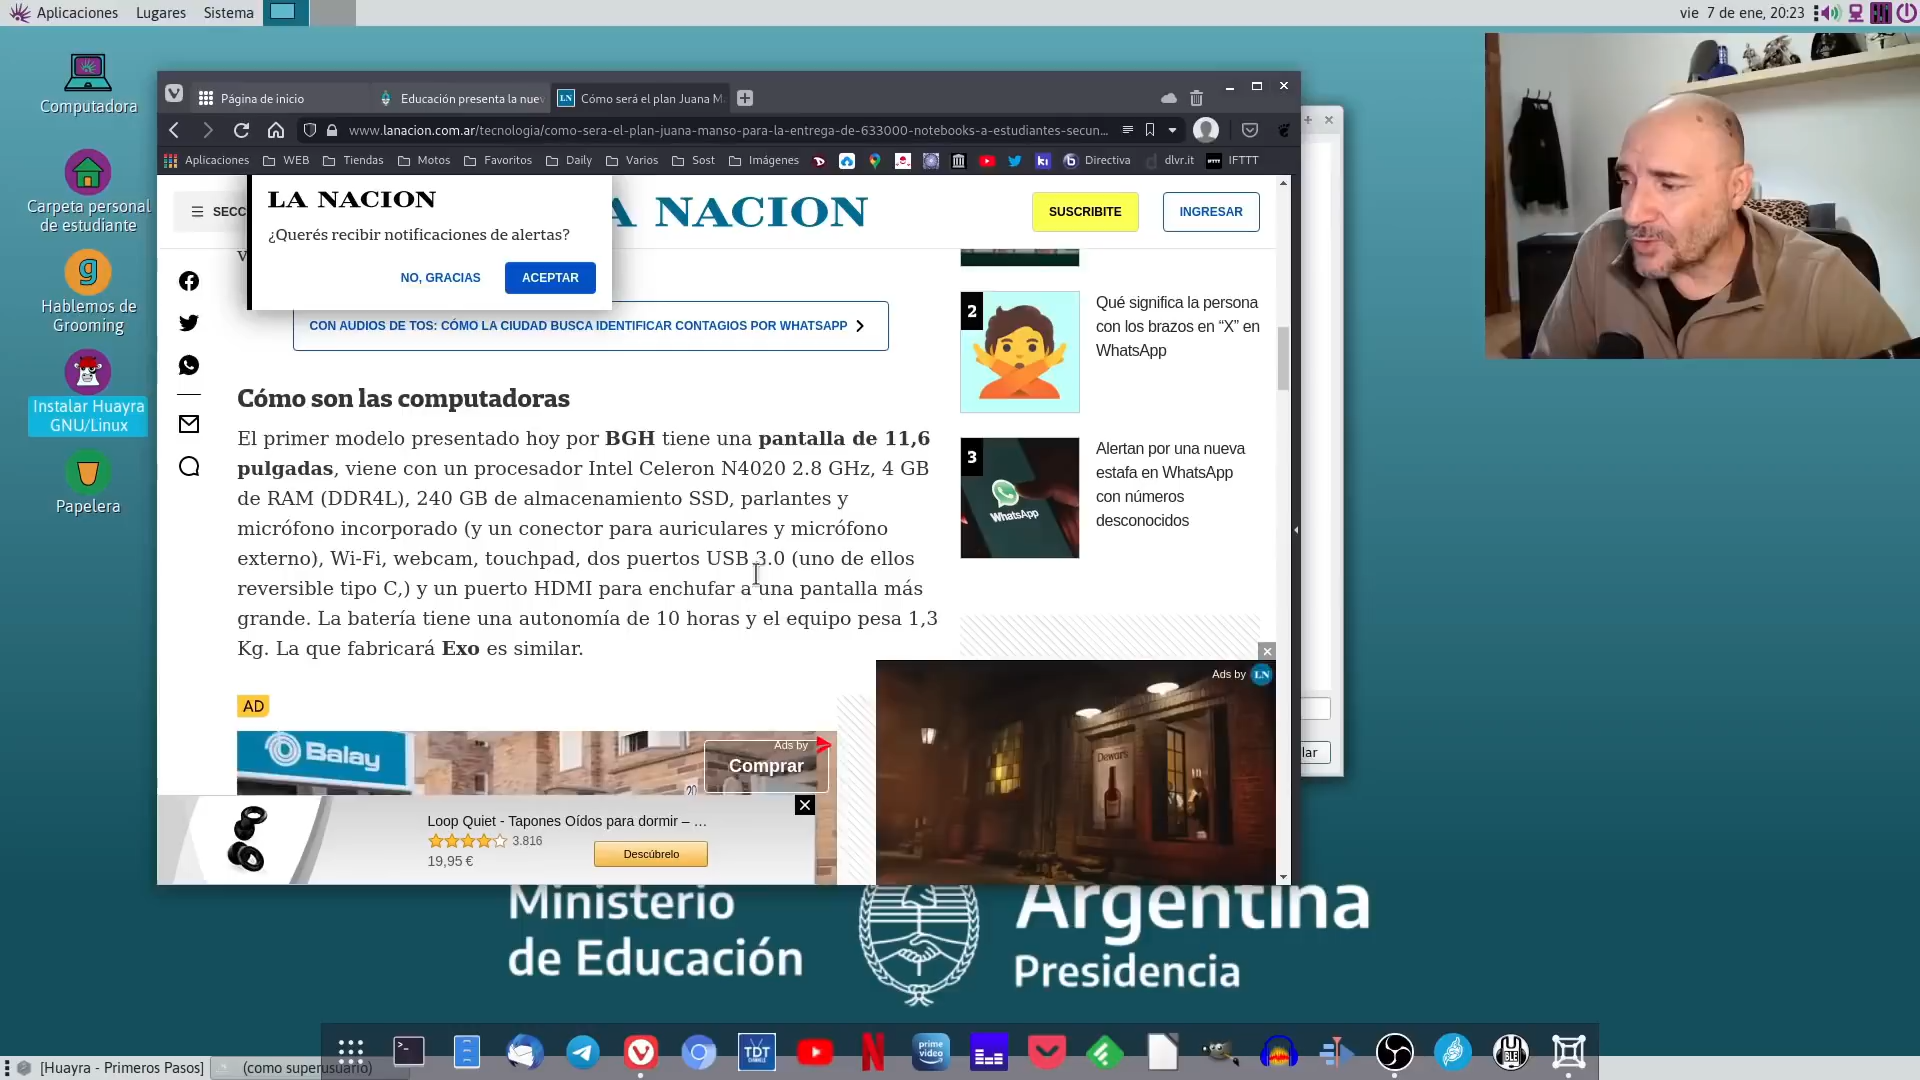 Aplicaciones Lugares Sistema
vie 7 de ene, 20:23
Computadora
Carpeta personal
de estudiante
Hablemos de
Grooming
Instalar Huayra
GNU/Linux
Papelera
Página de inicio
Educación presenta la nuev
LN Cómo será el plan Juana M
www.lanacion.com.ar/tecnologia/como-sera-el-plan-juana-manso-para-la-entrega-de-633000-notebooks-a-estudiantes-secun...
Aplicaciones WEB Tiendas Motos Favoritos Daily Varios Sost Imágenes ki Directiva dlvr.it IFTTT
SECC
LA NACION
¿Querés recibir notificaciones de alertas?
NO, GRACIAS ACEPTAR
A NACION
SUSCRIBITE
INGRESAR
CON AUDIOS DE TOS: CÓMO LA CIUDAD BUSCA IDENTIFICAR CONTAGIOS POR WHATSAPP
Cómo son las computadoras
El primer modelo presentado hoy por BGH tiene una pantalla de 11,6
pulgadas, viene con un procesador Intel Celeron N4020 2.8 GHz, 4 GB
de RAM (DDR4L), 240 GB de almacenamiento SSD, parlantes y
micrófono incorporado (y un conector para auriculares y micrófono
externo), Wi-Fi, webcam, touchpad, dos puertos USB 3.0 (uno de ellos
reversible tipo C,) y un puerto HDMI para enchufar a una pantalla más
grande. La batería tiene una autonomía de 10 horas y el equipo pesa 1,3
Kg. La que fabricará Exo es similar.
2
Qué significa la persona
con los brazos en “X” en
WhatsApp
3
WhatsApp
Alertan por una nueva
estafa en WhatsApp
con números
desconocidos
AD
Balay
Ads by
Comprar
20
Ads by LN
Dewars
Loop Quiet - Tapones Oídos para dormir – ...
3.816
19,95 €
Descúbrelo
lar
Ministerio
de Educación
Argentina
Presidencia
TDT
CHANNELS
prime
video
UBLE
[Huayra - Primeros Pasos]
(como superusuario)